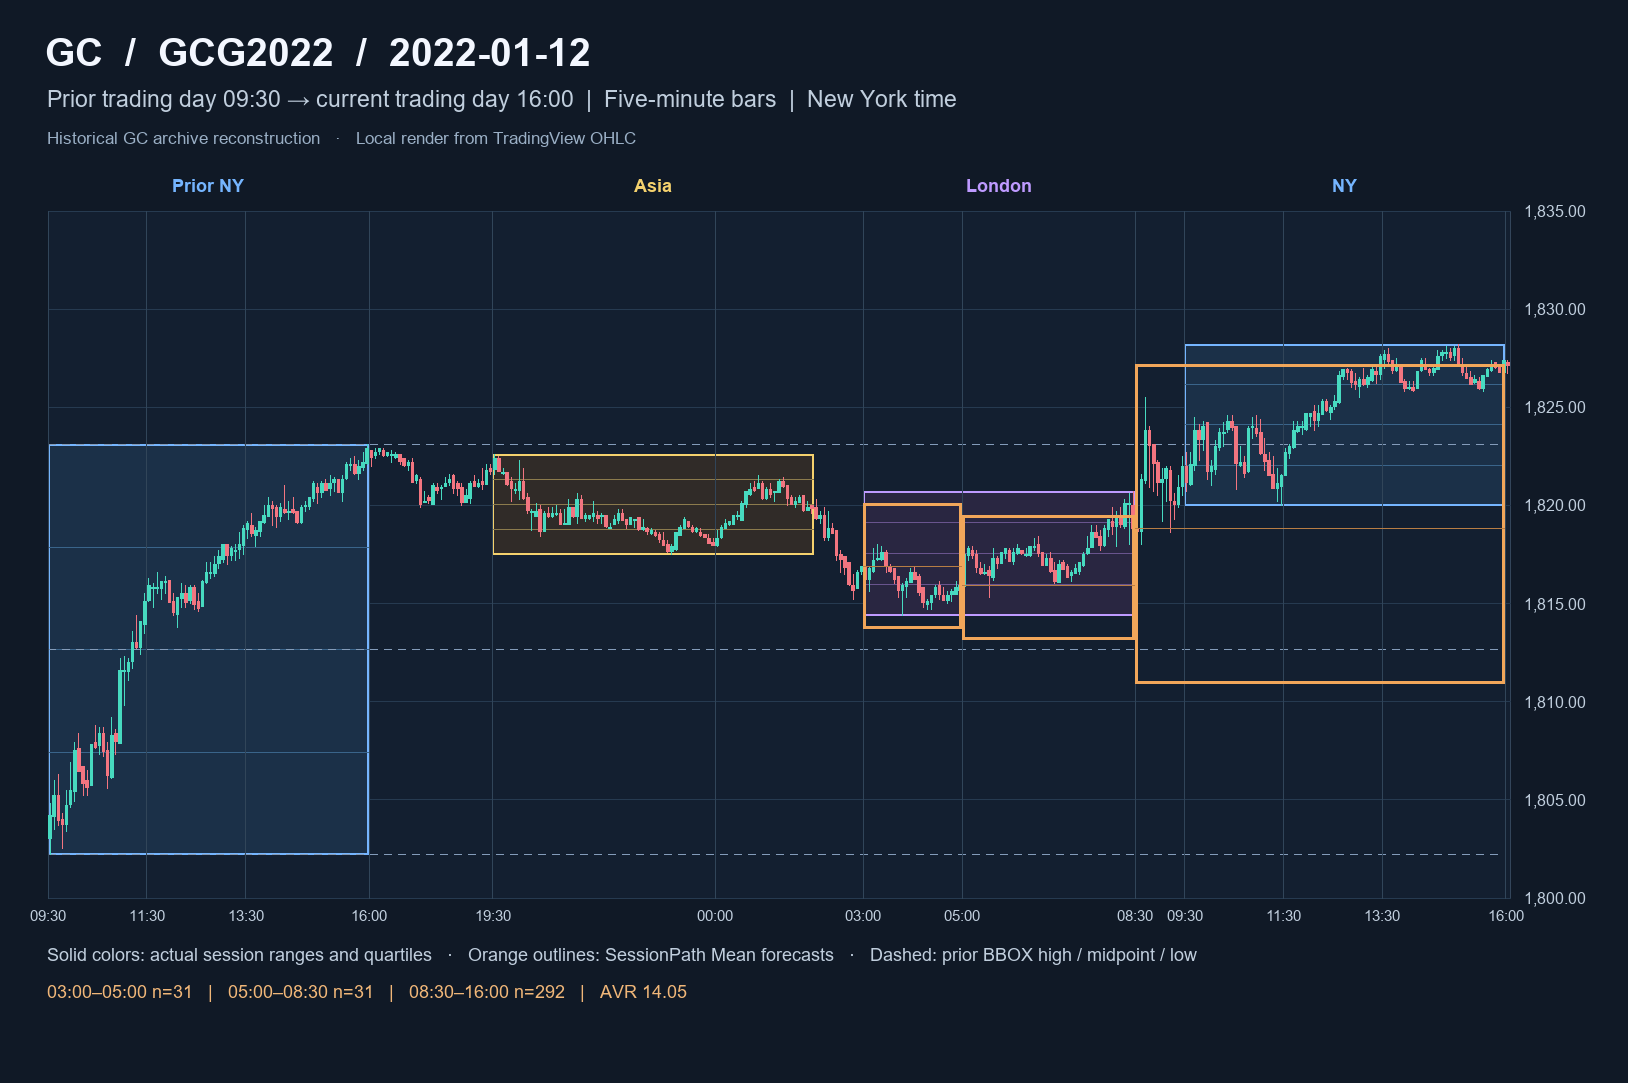 GC / GCG2022 / 2022-01-12
Prior trading day 09:30 → current trading day 16:00 | Five-minute bars | New York time
Historical GC archive reconstruction · Local render from TradingView OHLC
Prior NY Asia London NY
1,835.00
1,830.00
1,825.00
1,820.00
1,815.00
1,810.00
1,805.00
1,800.00
09:30 11:30 13:30 16:00 19:30 00:00 03:00 05:00 08:30 09:30 11:30 13:30 16:00
Solid colors: actual session ranges and quartiles · Orange outlines: SessionPath Mean forecasts · Dashed: prior BBOX high / midpoint / low
03:00–05:00 n=31 | 05:00–08:30 n=31 | 08:30–16:00 n=292 | AVR 14.05